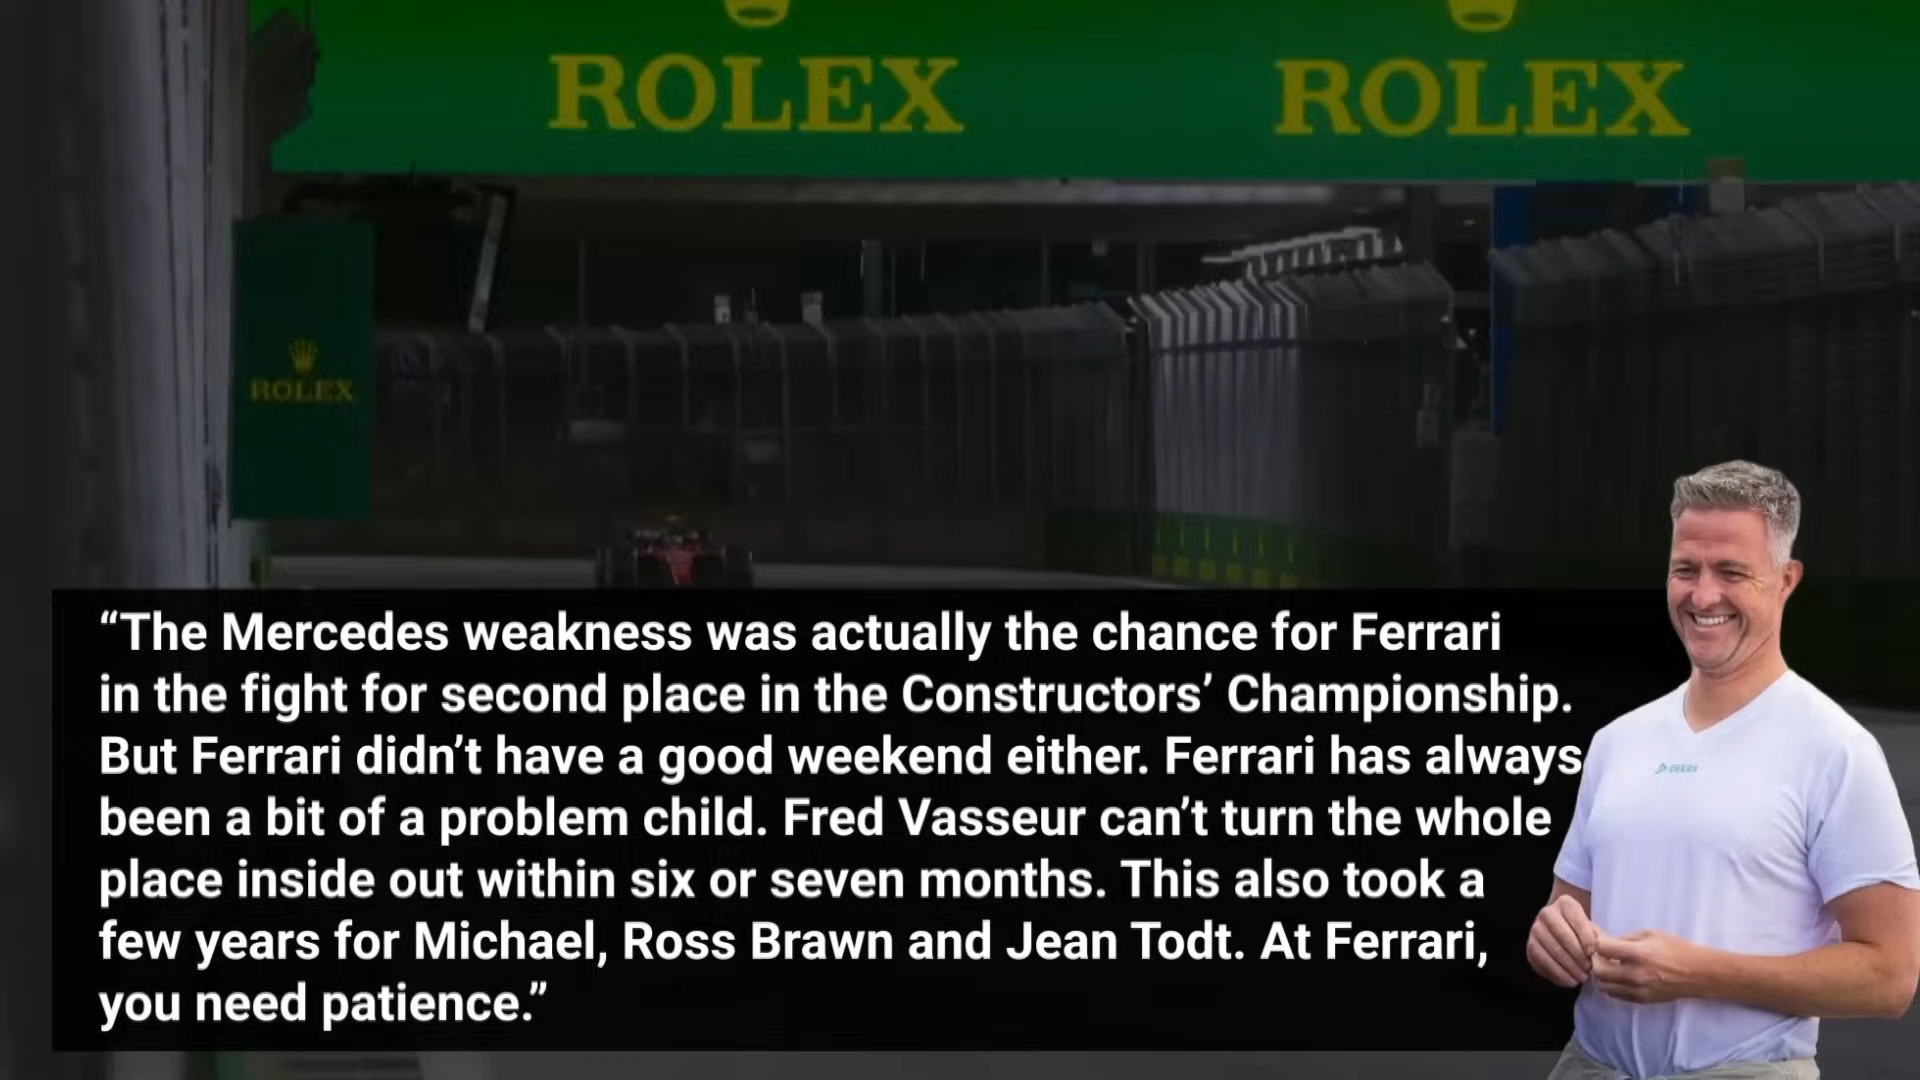 ROLEX
ROLEX
ROLEX
“The Mercedes weakness was actually the chance for Ferrari
in the fight for second place in the Constructors’ Championship.
But Ferrari didn’t have a good weekend either. Ferrari has always
been a bit of a problem child. Fred Vasseur can’t turn the whole
place inside out within six or seven months. This also took a
few years for Michael, Ross Brawn and Jean Todt. At Ferrari,
you need patience.”
DEKRA